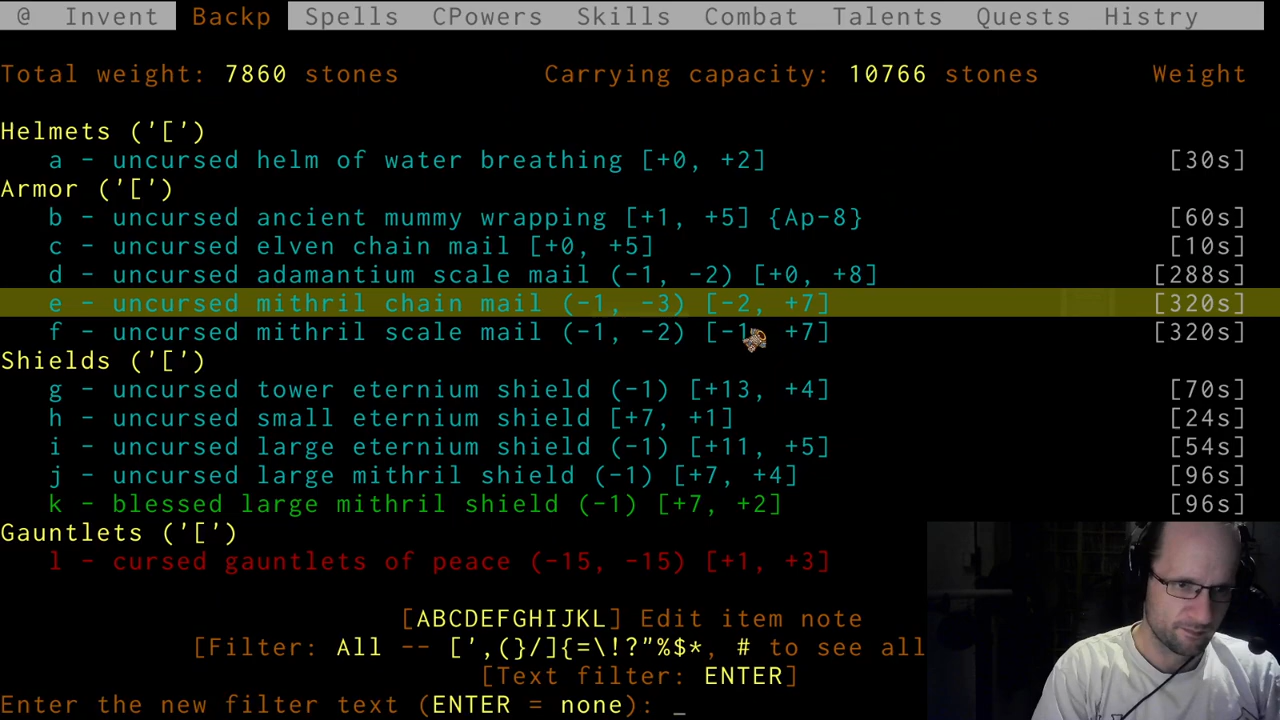 @ Invent Backp Spells CPowers Skills Combat Talents Quests Histry
Total weight: 7860 stones Carrying capacity: 10766 stones Weight
Helmets ('[')
a - uncursed helm of water breathing [+0, +2] [30s]
Armor ('[')
b - uncursed ancient mummy wrapping [+1, +5] {Ap-8} [60s]
c - uncursed elven chain mail [+0, +5] [10s]
d - uncursed adamantium scale mail (-1, -2) [+0, +8] [288s]
e - uncursed mithril chain mail (-1, -3) [-2, +7] [320s]
f - uncursed mithril scale mail (-1, -2) [-1, +7] [320s]
Shields ('[')
g - uncursed tower eternium shield (-1) [+13, +4] [70s]
h - uncursed small eternium shield [+7, +1] [24s]
i - uncursed large eternium shield (-1) [+11, +5] [54s]
j - uncursed large mithril shield (-1) [+7, +4] [96s]
k - blessed large mithril shield (-1) [+7, +2] [96s]
Gauntlets ('[')
l - cursed gauntlets of peace (-15, -15) [+1, +3]
[ABCDEFGHIJKL] Edit item note
[Filter: All -- [',(}/]{=\!?"%$*, # to see all
[Text filter: ENTER]
Enter the new filter text (ENTER = none): _